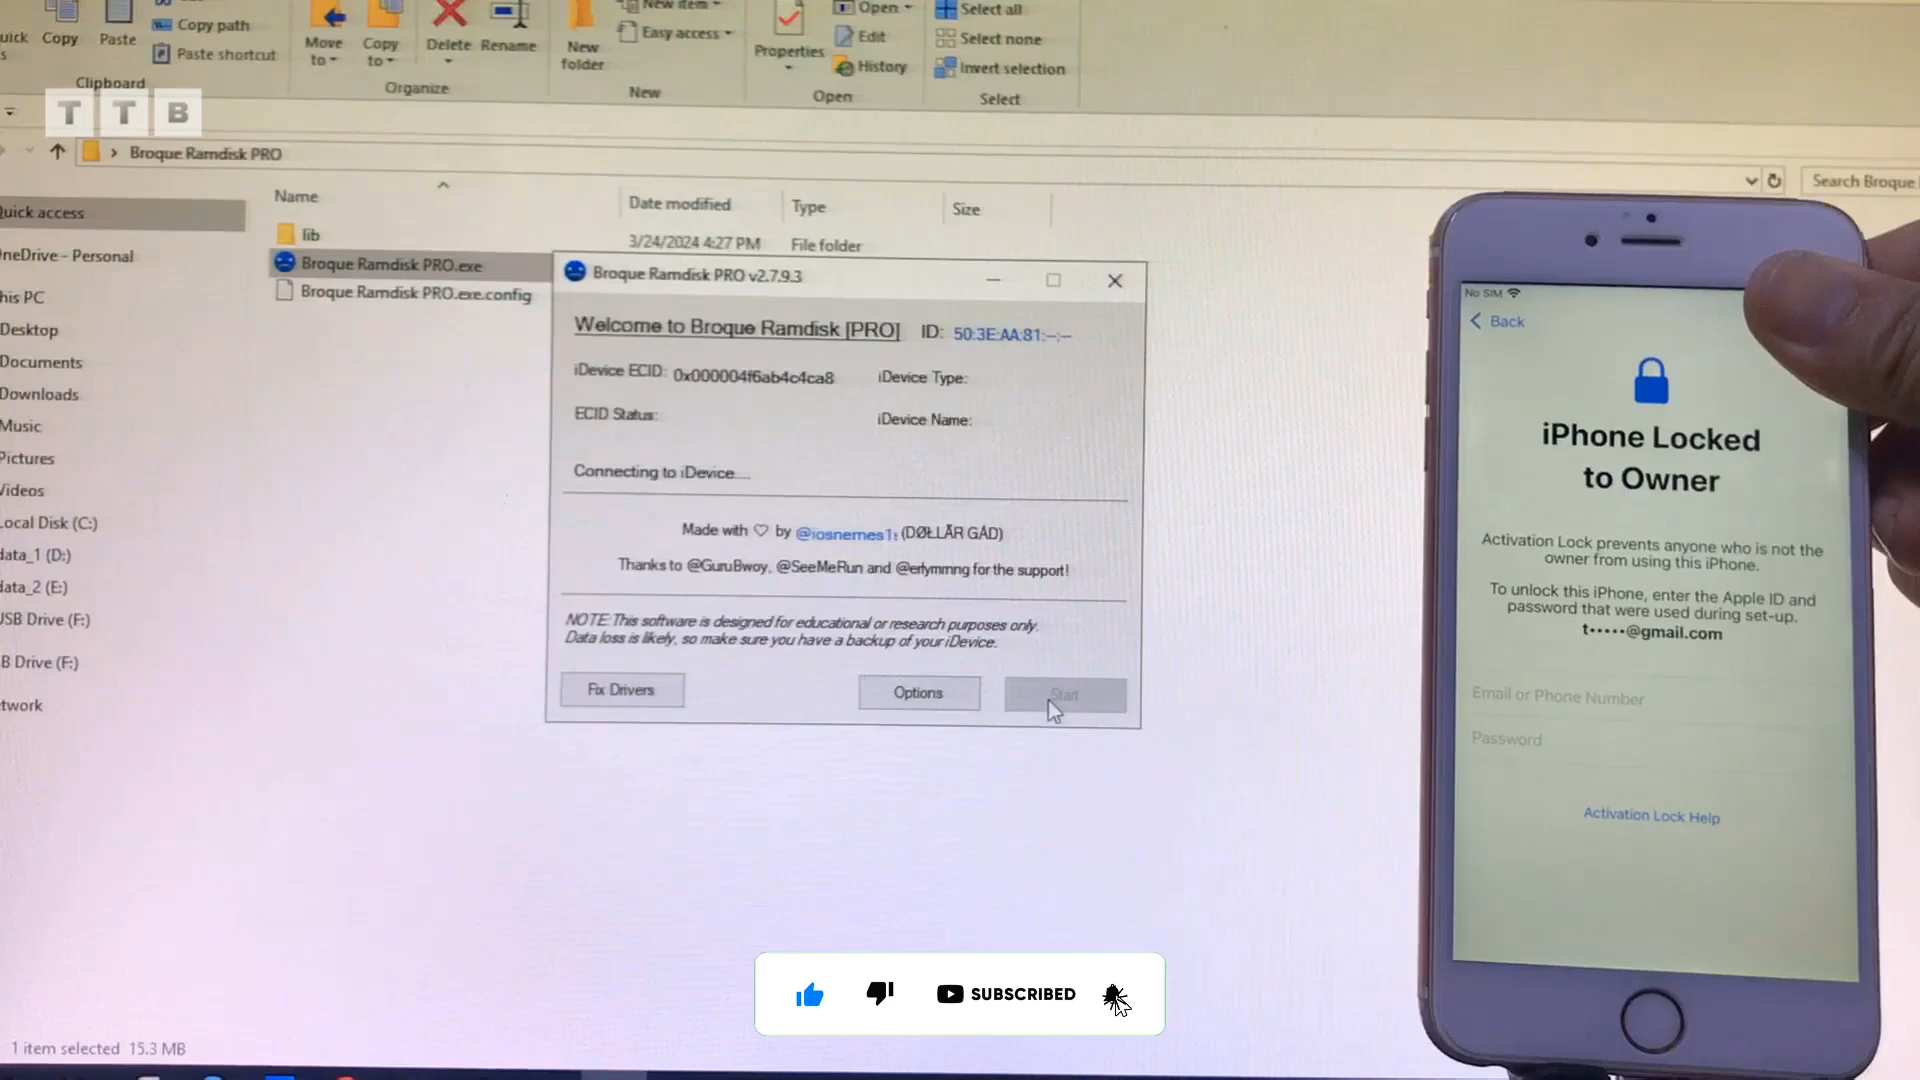 Copy
Paste
Copy path
Paste shortcut
Clipboard
Move to
Copy to
Delete
Rename
Organize
New folder
New item
Easy access
New
Properties
Open
Edit
History
Open
Select all
Select none
Invert selection
Select
T T B
Broque Ramdisk PRO
Search Broque
Quick access
OneDrive - Personal
This PC
Desktop
Documents
Downloads
Music
Pictures
Videos
Local Disk (C:)
data_1 (D:)
data_2 (E:)
USB Drive (F:)
B Drive (F:)
twork
Name
Date modified
Type
Size
lib
3/24/2024 4:27 PM
File folder
Broque Ramdisk PRO.exe
Broque Ramdisk PRO.exe.config
Broque Ramdisk PRO v2.7.9.3
Welcome to Broque Ramdisk [PRO] ID: 50:3E:AA:81:--:--
iDevice ECID: 0x000004f6ab4c4ca8 iDevice Type:
ECID Status: iDevice Name:
Connecting to iDevice....
Made with ♡ by @iosnemes1s (DØŁLÃR GÁD)
Thanks to @GuruBwoy, @SeeMeRun and @erlymmng for the support!
NOTE: This software is designed for educational or research purposes only.
Data loss is likely, so make sure you have a backup of your iDevice.
Fix Drivers
Options
Start
No SIM
Back
iPhone Locked
to Owner
Activation Lock prevents anyone who is not the
owner from using this iPhone.
To unlock this iPhone, enter the Apple ID and
password that were used during set-up.
t•••••@gmail.com
Email or Phone Number
Password
Activation Lock Help
SUBSCRIBED
1 item selected 15.3 MB